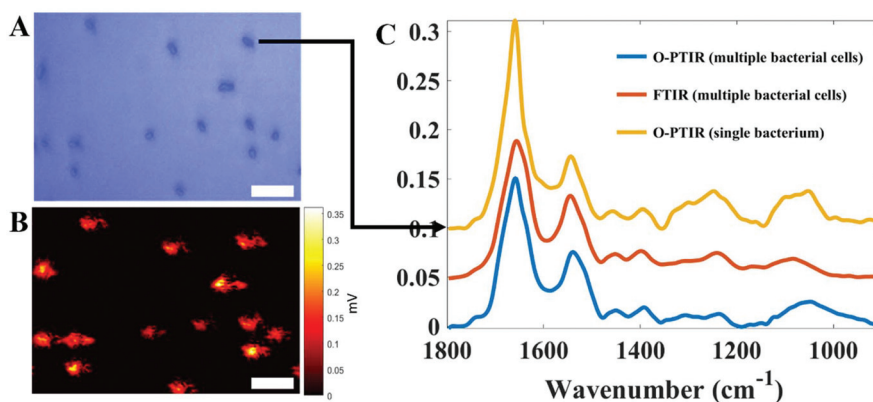 A
B
0.35
0.3
0.25
0.2
0.15
0.1
0.05
0
mV
C
0.3
0.25
0.2
0.15
0.1
0.05
0
O-PTIR (multiple bacterial cells)
FTIR (multiple bacterial cells)
O-PTIR (single bacterium)
1800
1600
1400
1200
1000
Wavenumber (cm-1)